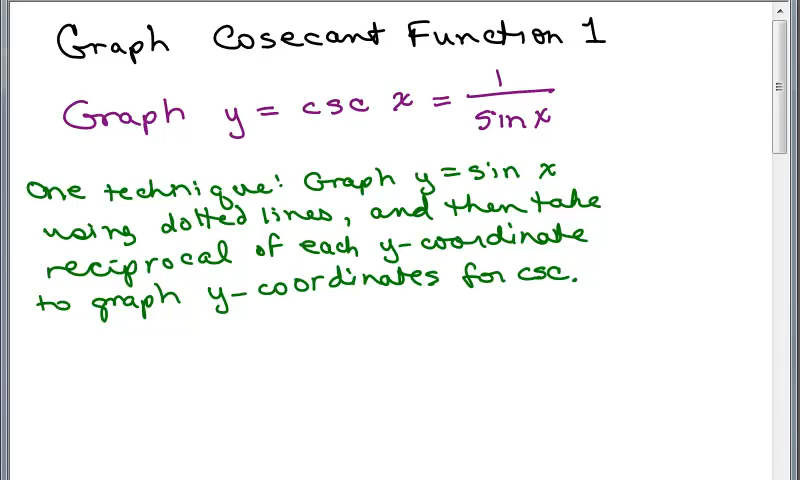 Graph Cosecant Function 1
Graph y = csc x = 1/sin x
One technique: Graph y = sin x
using dotted lines, and then take
reciprocal of each y-coordinate
to graph y-coordinates for csc.